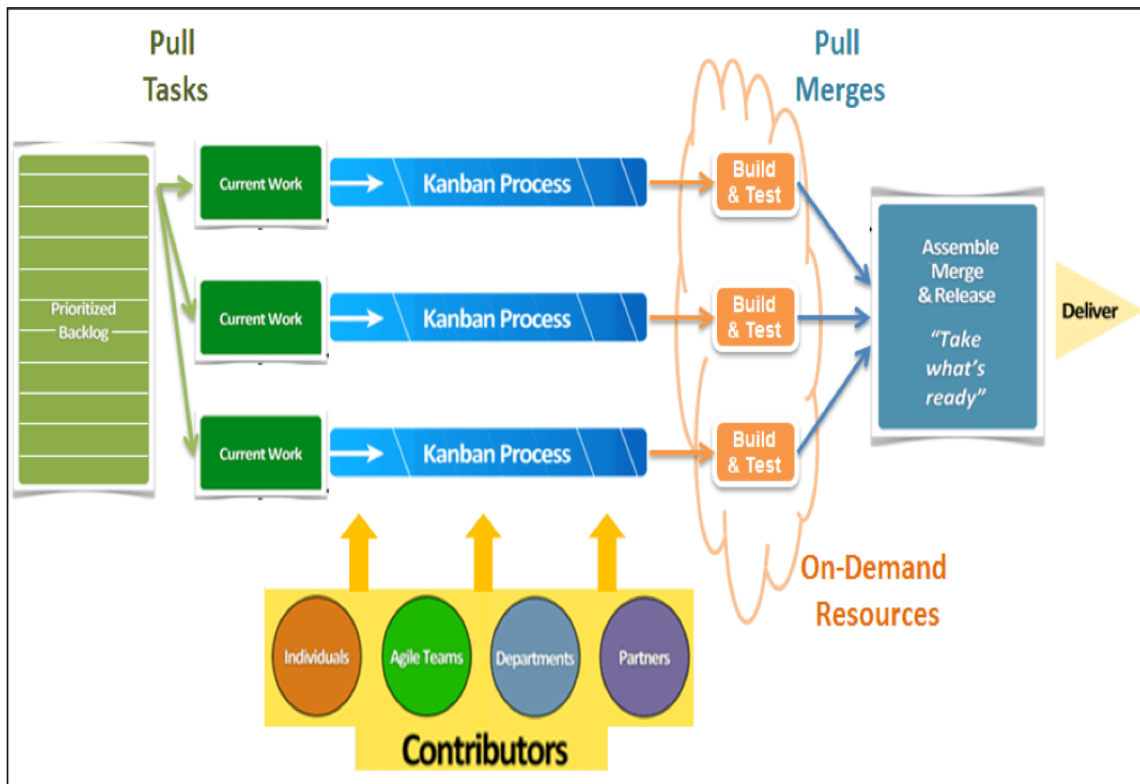 Pull
Tasks
Pull
Merges
Current Work
Kanban Process
Build
& Test
Prioritized
Backlog
Current Work
Kanban Process
Build
& Test
Assemble
Merge
& Release
"Take
what's
ready"
Deliver
Current Work
Kanban Process
Build
& Test
On-Demand
Resources
Individuals
Agile Teams
Departments
Partners
Contributors